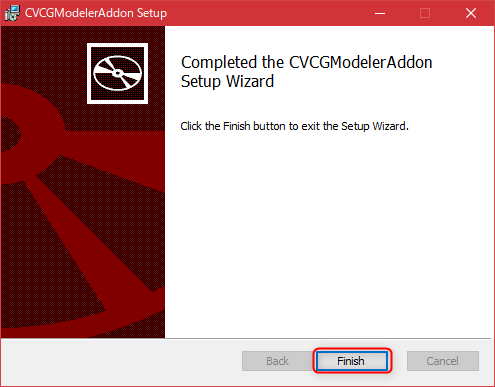 CVCGModelerAddon Setup
Completed the CVCGModelerAddon
Setup Wizard
Click the Finish button to exit the Setup Wizard.
Back
Finish
Cancel